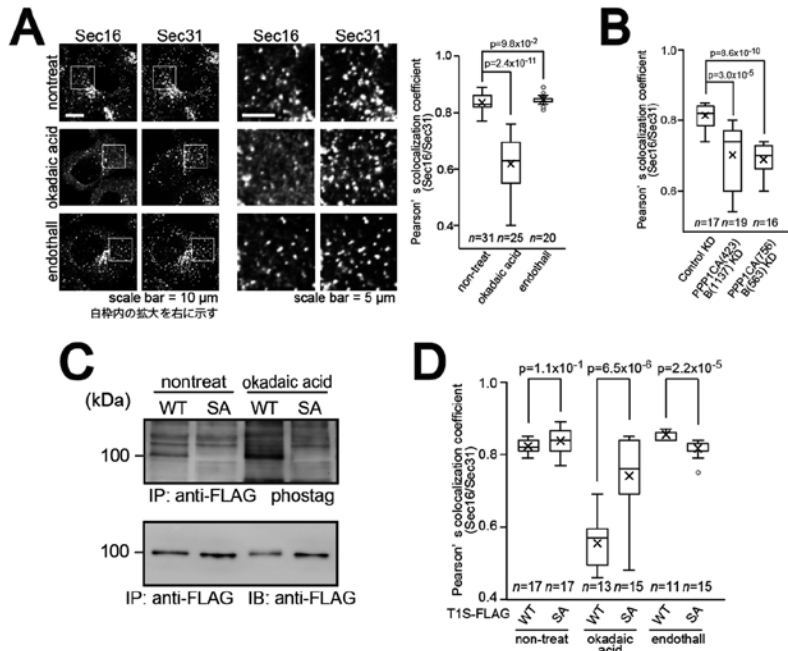 A
Sec16 Sec31 Sec16 Sec31
nontreat
okadaic acid
endothall
scale bar = 10 μm
scale bar = 5 μm
白枠内の拡大を右に示す
Pearson's colocalization coefficient
(Sec16/Sec31)
1.0
0.8
0.6
0.4
p=9.8x10-2
p=2.4x10-11
n=31 n=25 n=20
non-treat
okadaic acid
endothall
B
Pearson's colocalization coefficient
(Sec16/Sec31)
1.0
0.8
0.6
p=8.6x10-10
p=3.0x10-5
n=17 n=19 n=16
Control KD
PPP1CA(423)
B(1137) KD
PPP1CA(756)
B(563) KD
C
nontreat okadaic acid
(kDa) WT SA WT SA
100
IP: anti-FLAG phostag
100
IP: anti-FLAG IB: anti-FLAG
D
p=1.1x10-1 p=6.5x10-6 p=2.2x10-5
Pearson's colocalization coefficient
(Sec16/Sec31)
1.0
0.8
0.6
0.4
n=17 n=17 n=13 n=15 n=11 n=15
T1S-FLAG WT SA WT SA WT SA
non-treat okadaic acid endothall